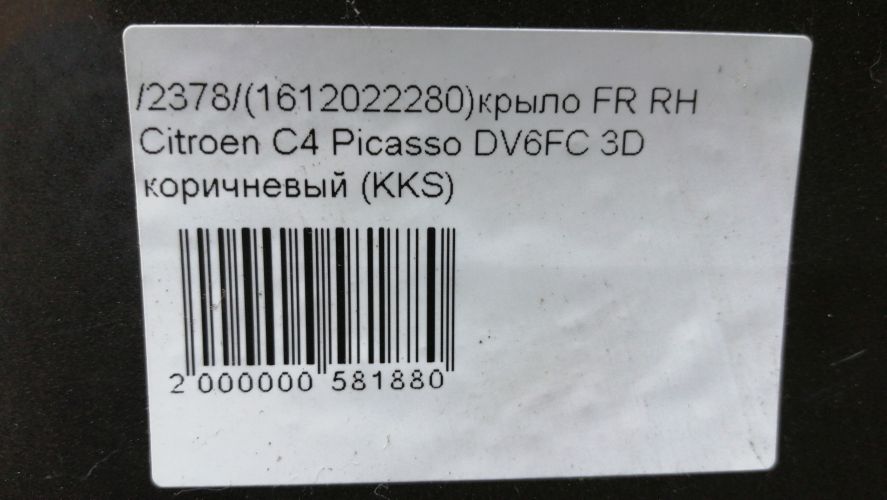 /2378/(1612022280)крыло FR RH
Citroen C4 Picasso DV6FC 3D
коричневый (KKS)
2 000000 581880